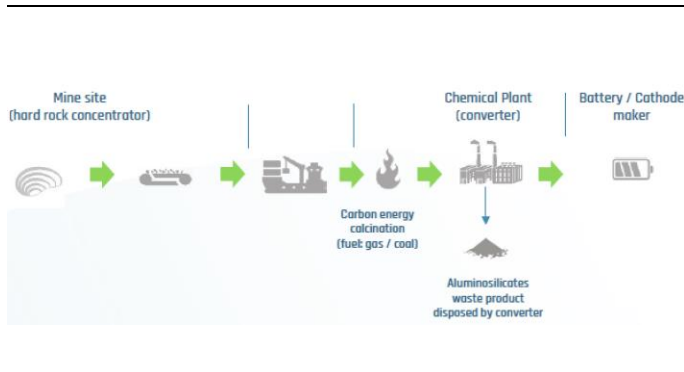 Mine site
(hard rock concentrator)
Chemical Plant
(converter)
Battery / Cathode
maker
Carbon energy
calcination
(fuel: gas / coal)
Aluminosilicates
waste product
disposed by converter